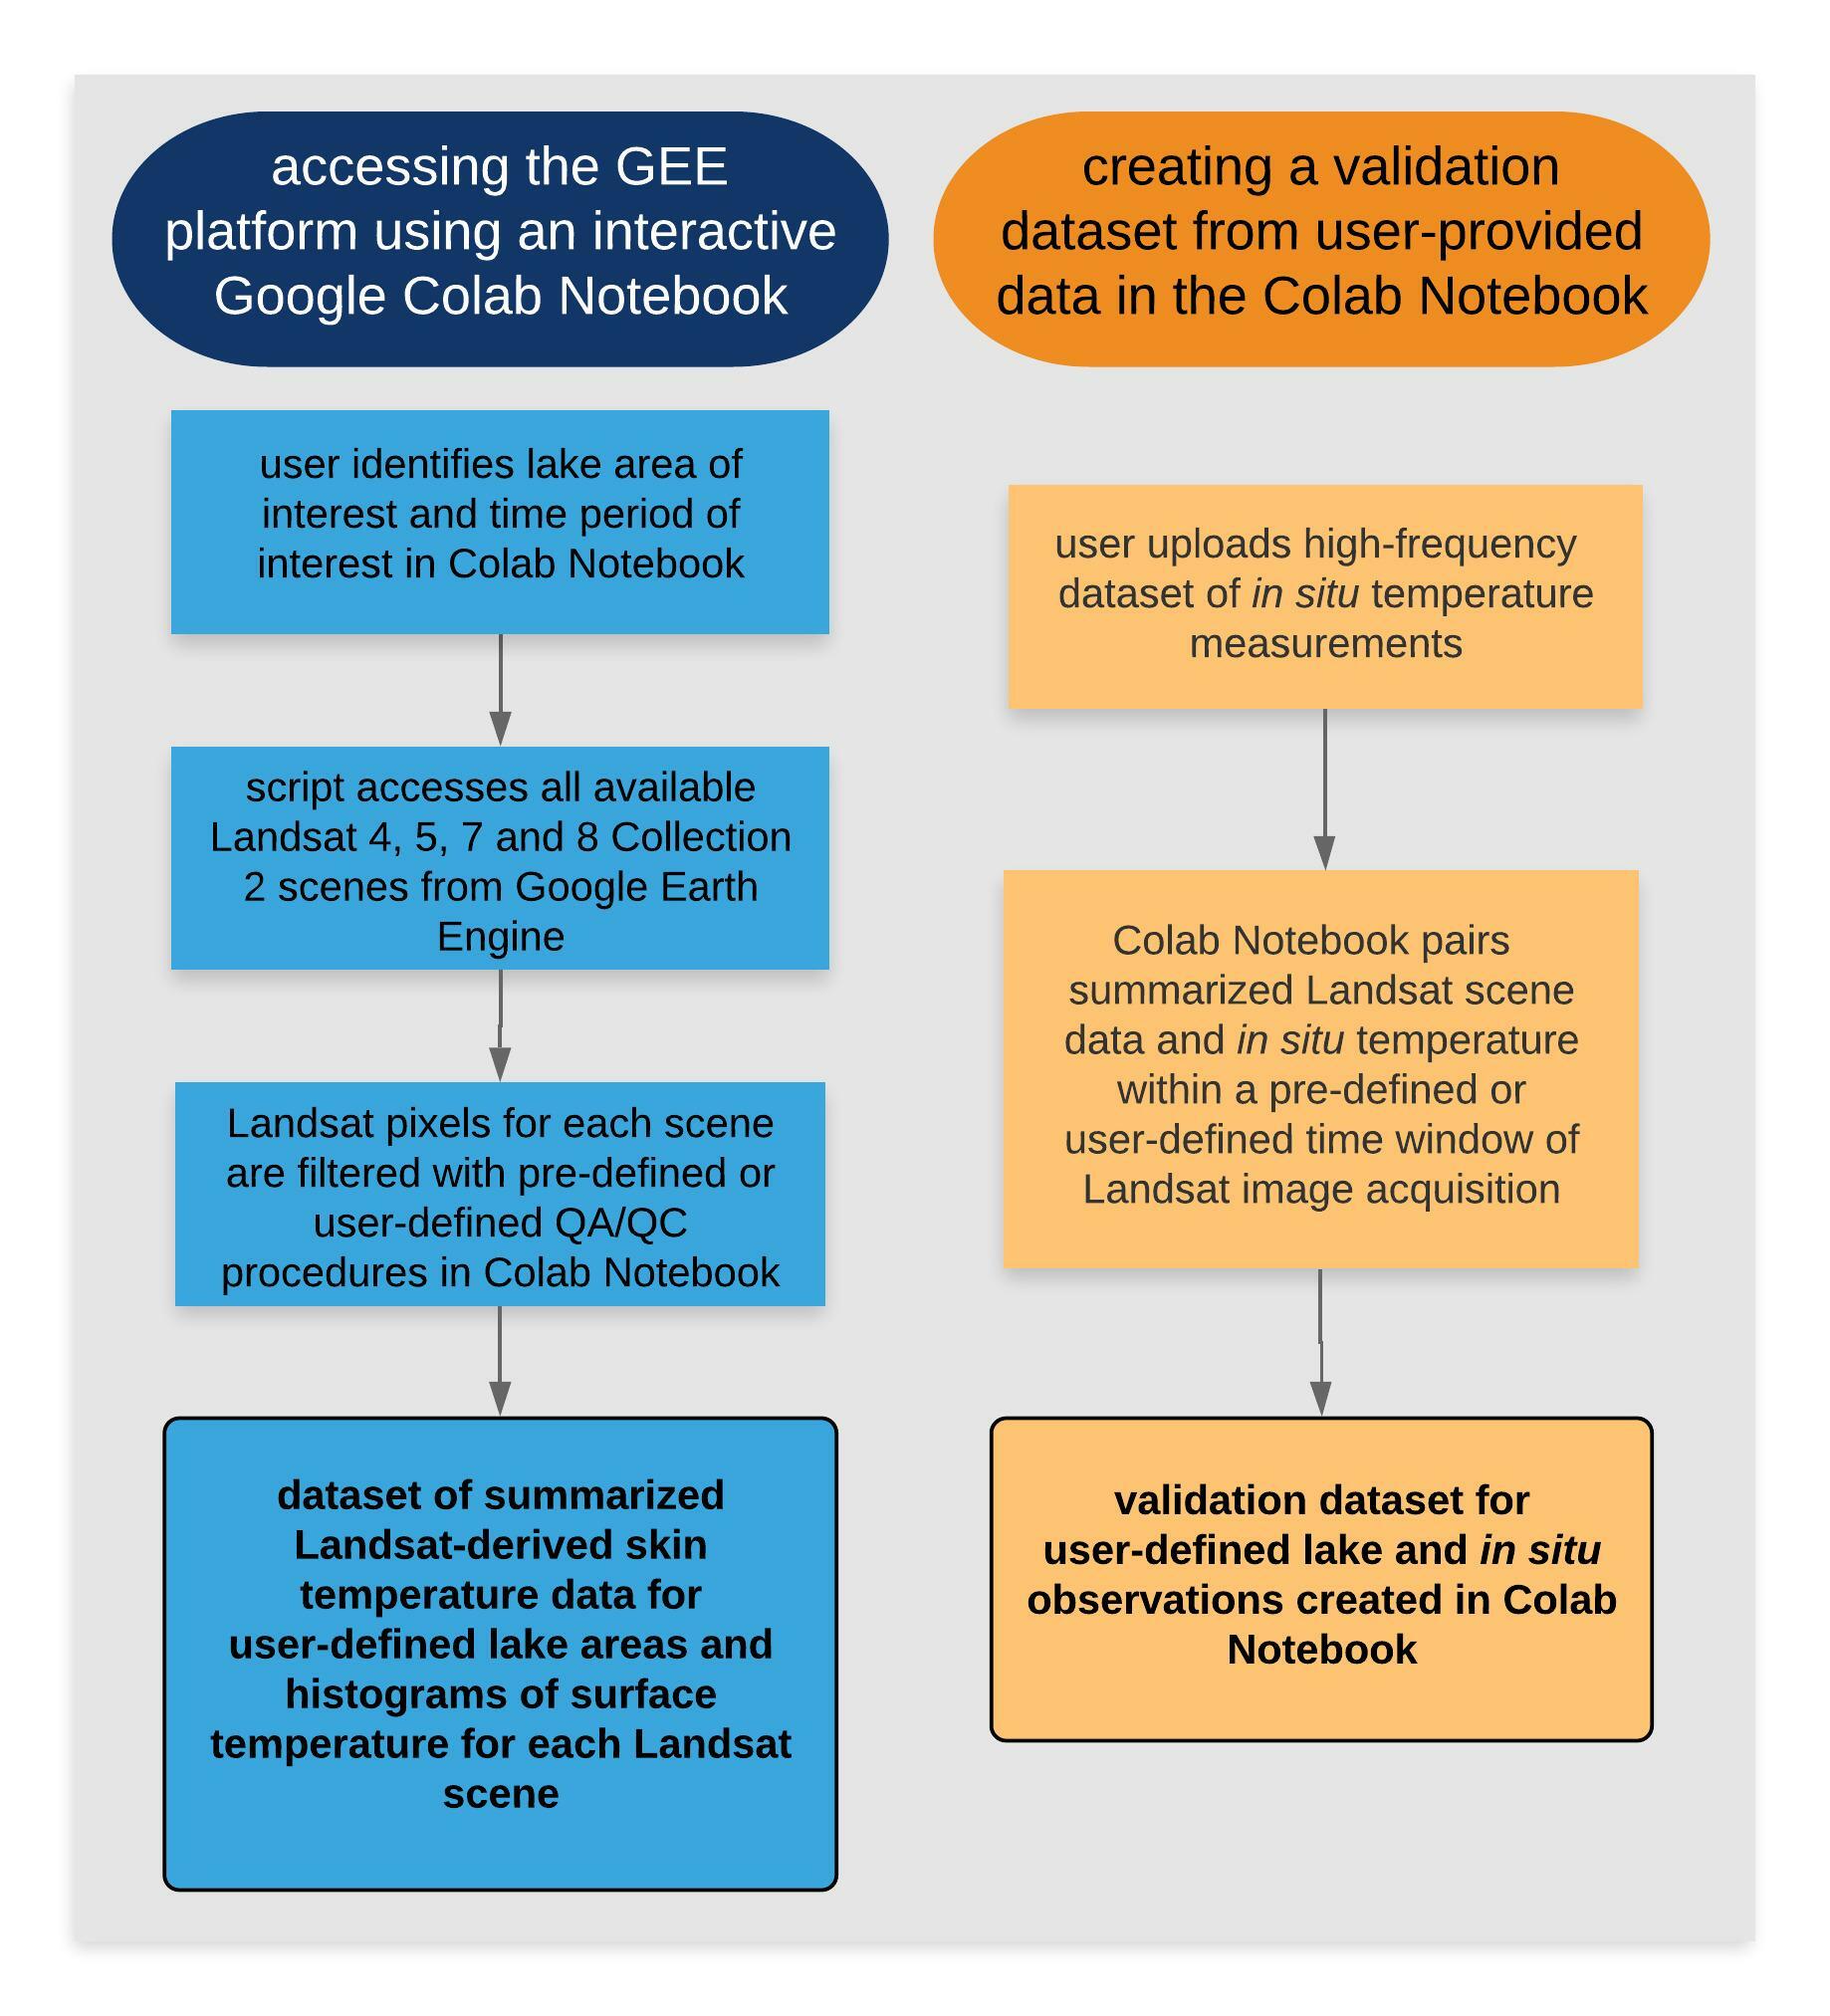 accessing the GEE
platform using an interactive
Google Colab Notebook
user identifies lake area of
interest and time period of
interest in Colab Notebook
script accesses all available
Landsat 4, 5, 7 and 8 Collection
2 scenes from Google Earth
Engine
Landsat pixels for each scene
are filtered with pre-defined or
user-defined QA/QC
procedures in Colab Notebook
dataset of summarized
Landsat-derived skin
temperature data for
user-defined lake areas and
histograms of surface
temperature for each Landsat
scene
creating a validation
dataset from user-provided
data in the Colab Notebook
user uploads high-frequency
dataset of in situ temperature
measurements
Colab Notebook pairs
summarized Landsat scene
data and in situ temperature
within a pre-defined or
user-defined time window of
Landsat image acquisition
validation dataset for
user-defined lake and in situ
observations created in Colab
Notebook